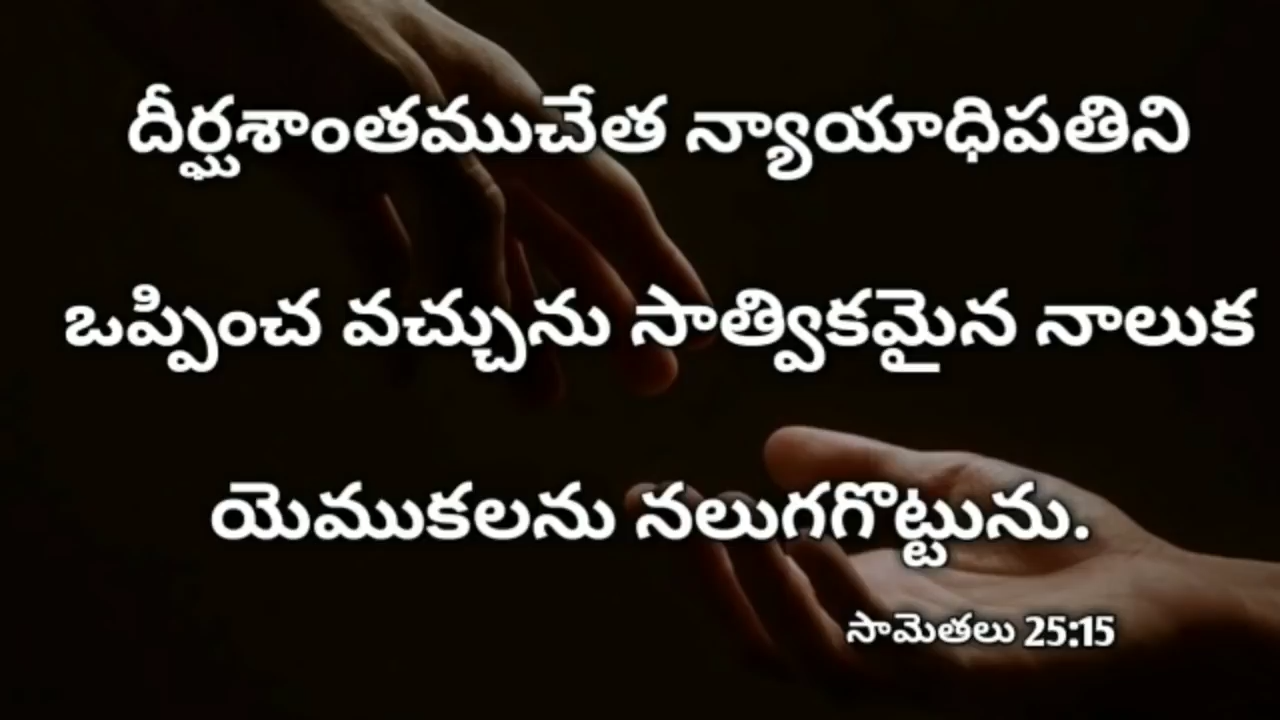 దీర్ఘశాంతముచేత న్యాయాధిపతిని
ఒప్పించ వచ్చును సాత్వికమైన నాలుక
యెముకలను నలుగగొట్టును.
సామెతలు 25:15